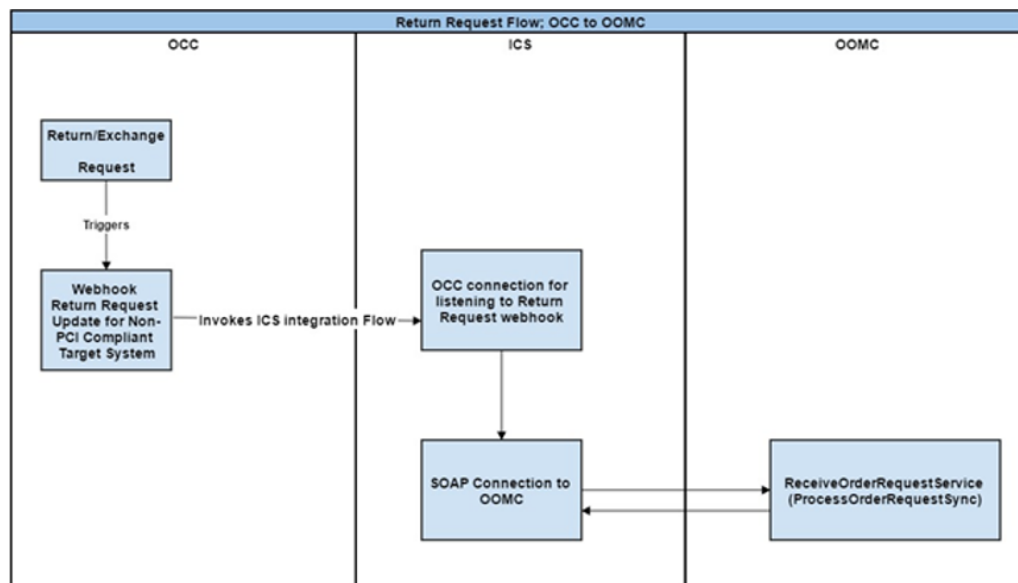 Return Request Flow; OCC to OOMC
OCC
ICS
OOMC
Return/Exchange
Request
Triggers
Webhook
Return Request
Update for Non-
PCI Compliant
Target System
Invokes ICS integration Flow
OCC connection for
listening to Return
Request webhook
SOAP Connection to
OOMC
ReceiveOrderRequestService
(ProcessOrderRequestSync)